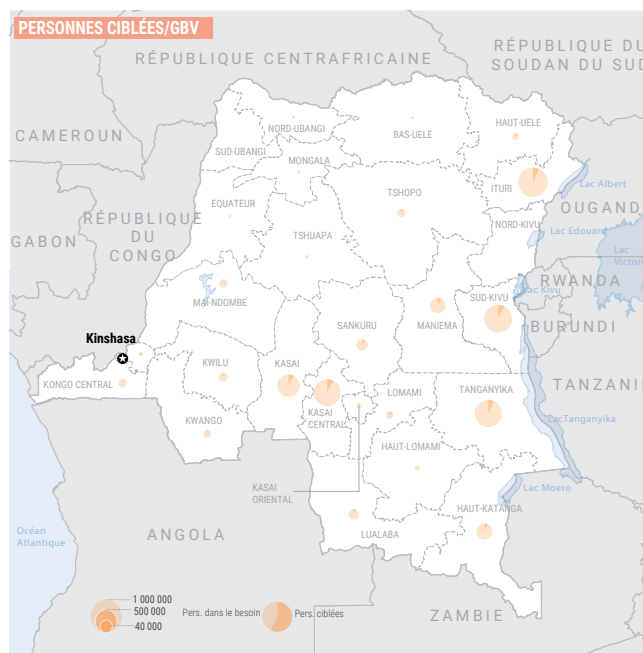 PERSONNES CIBLÉES/GBV
RÉPUBLIQUE CENTRAFRICAINE
RÉPUBLIQUE DU
SOUDAN DU SUD
CAMEROUN
NORD-UBANGI
BAS-UELE
HAUT-UELE
SUD-UBANGI
MONGALA
ITURI
Lac Albert
EQUATEUR
TSHOPO
OUGAND
GABON
RÉPUBLIQUE
DU
CONGO
TSHUAPA
NORD-KIVU
Lac Edouard
Lac
Victori
MAI-NDOMBE
SUD-KIVU
Lac Kivu
RWANDA
SANKURU
MANIEMA
BURUNDI
Kinshasa
KWILU
KASAI
KONGO CENTRAL
KASAI
CENTRAL
LOMAMI
TANGANYIKA
TANZANI
KWANGO
LacTanganyika
HAUT-LOMAMI
KASAI
ORIENTAL
Lac Moero
HAUT-KATANGA
Océan
Atlantique
ANGOLA
LUALABA
1 000 000
500 000
40 000
Pers. dans le besoin
Pers. ciblées
ZAMBIE